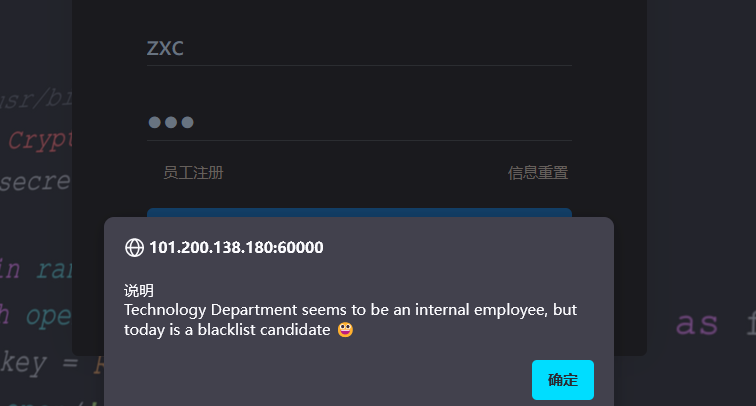 ZXC
usr/bi
Crypt
secre
员工注册
信息重置
101.200.138.180:60000
in ran
说明
Technology Department seems to be an internal employee, but
today is a blacklist candidate 😀
h ope
as f
key =
确定